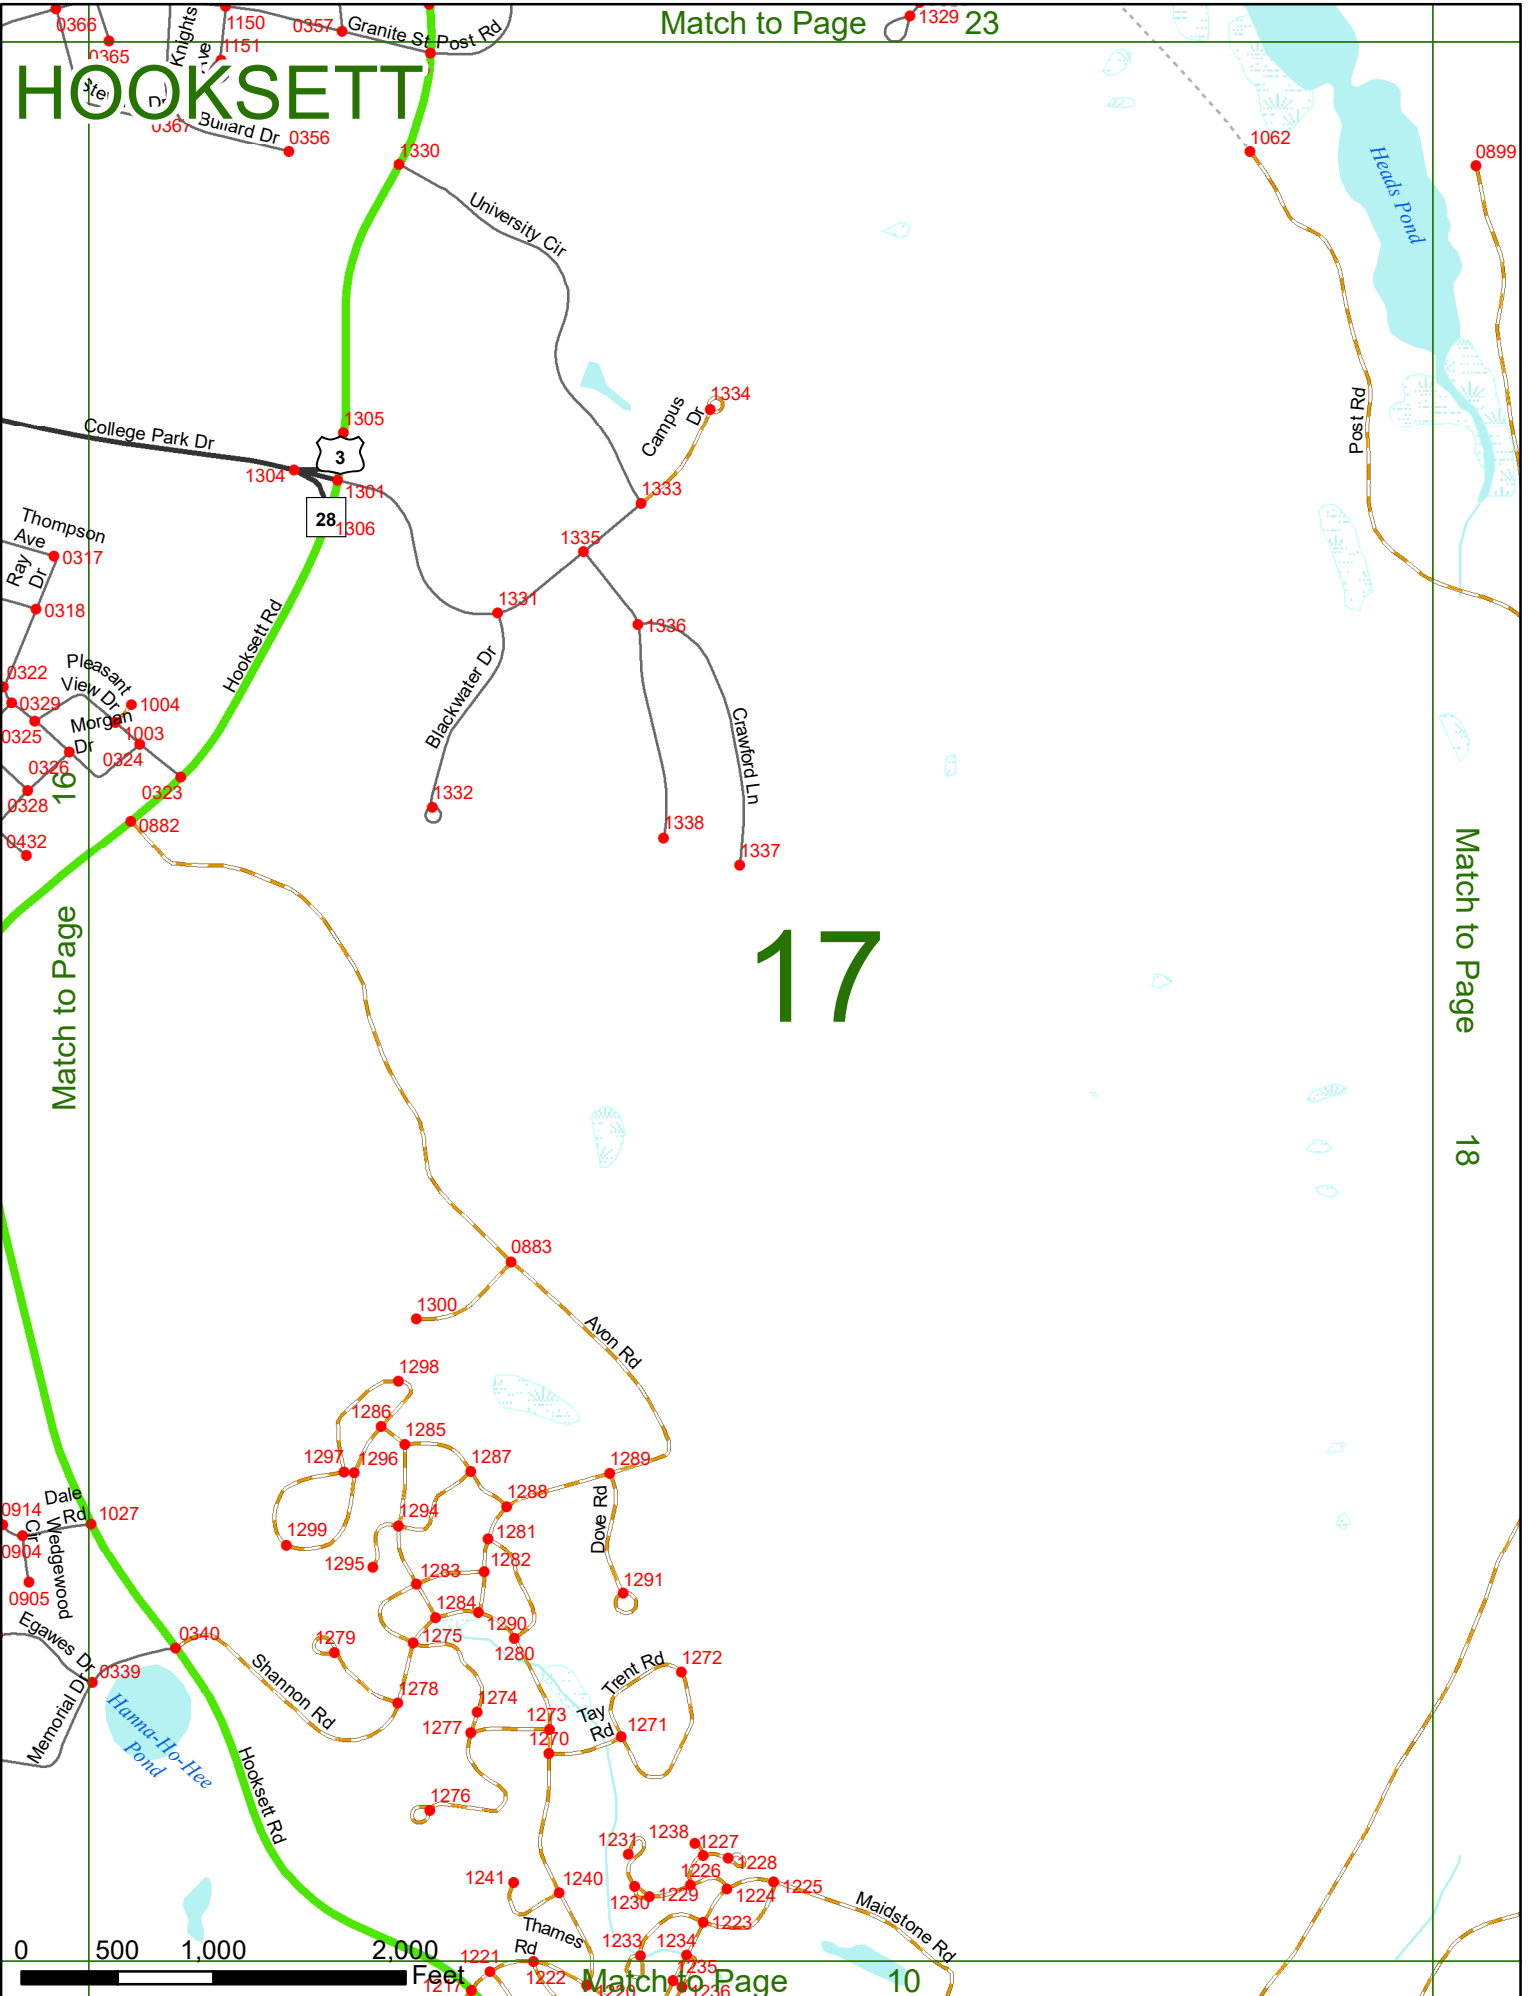 Match to Page 23
HOOKSETT
0366
0365
Knights
Ave
1150
1151
0357
Granite St
Post Rd
1329
Dr
0367
Bullard Dr
0356
1330
University Cir
1062
0899
Heads Pond
Post Rd
1305
College Park Dr
3
1304
1301
28
1306
Campus
Dr
1334
1333
1335
1331
1336
Thompson
Ave
0317
Ray
Dr
0318
Hooksett Rd
0322
Pleasant
View Dr
1004
0329
Morgan
Dr
1003
0325
0324
0326
0323
0328
0882
0432
Blackwater Dr
1332
Crawford Ln
1338
1337
Match to Page 16
17
Match to Page 18
0883
1300
Avon Rd
1298
1286
1285
1297
1296
1287
1289
1288
1294
1299
1295
1281
1282
1283
Dove Rd
1291
1284
1290
1280
1275
Dale
Rd
1027
0914
0904
Wedgewood
Cr
0905
Egawes Dr
0340
0339
Memorial Dr
Hanna-Ho-Hee
Pond
Shannon Rd
1279
1278
1274
1277
1273
1270
Tay
Rd
Trent Rd
1272
1271
Hooksett Rd
1276
1231
1238
1227
1228
1226
1225
1241
1240
1230
1229
1224
1223
Maidstone Rd
Thames
Rd
1233
1234
1235
1236
1221
1222
1217
1220
0 500 1,000 2,000
Feet
Match to Page 10